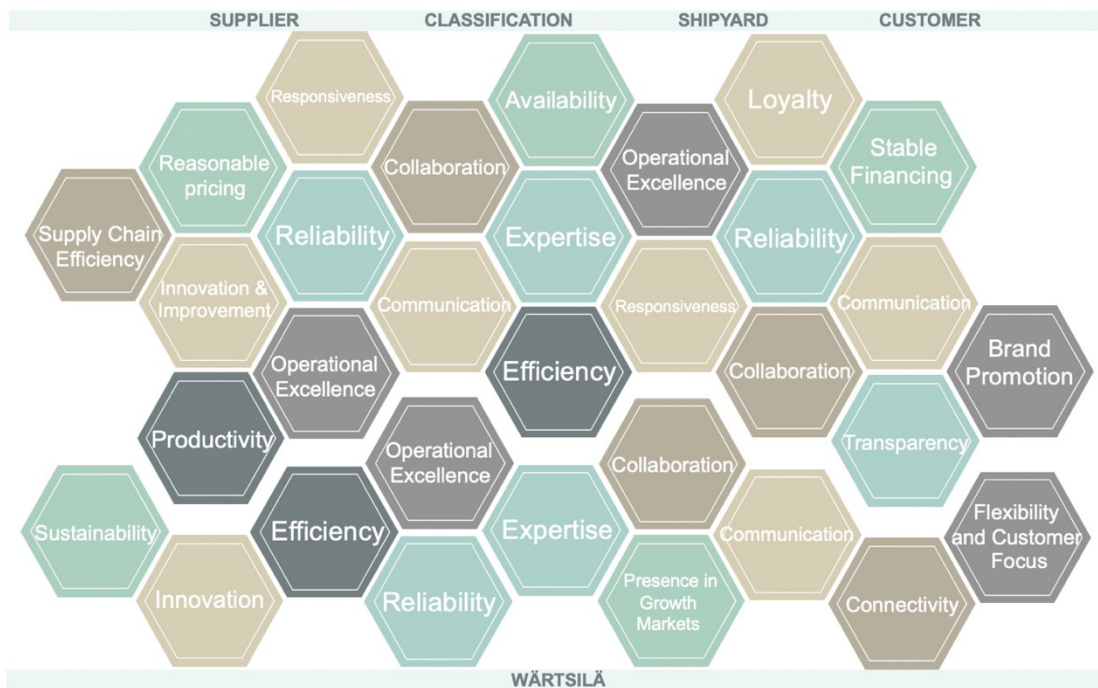 SUPPLIER CLASSIFICATION SHIPYARD CUSTOMER
Responsiveness
Availability
Loyalty
Reasonable
pricing
Collaboration
Operational
Excellence
Stable
Financing
Supply Chain
Efficiency
Reliability
Expertise
Reliability
Innovation &
Improvement
Communication
Responsiveness
Communication
Operational
Excellence
Efficiency
Collaboration
Brand
Promotion
Productivity
Operational
Excellence
Collaboration
Transparency
Sustainability
Efficiency
Expertise
Communication
Flexibility
and Customer
Focus
Innovation
Reliability
Presence in
Growth
Markets
Connectivity
WÄRTSILÄ